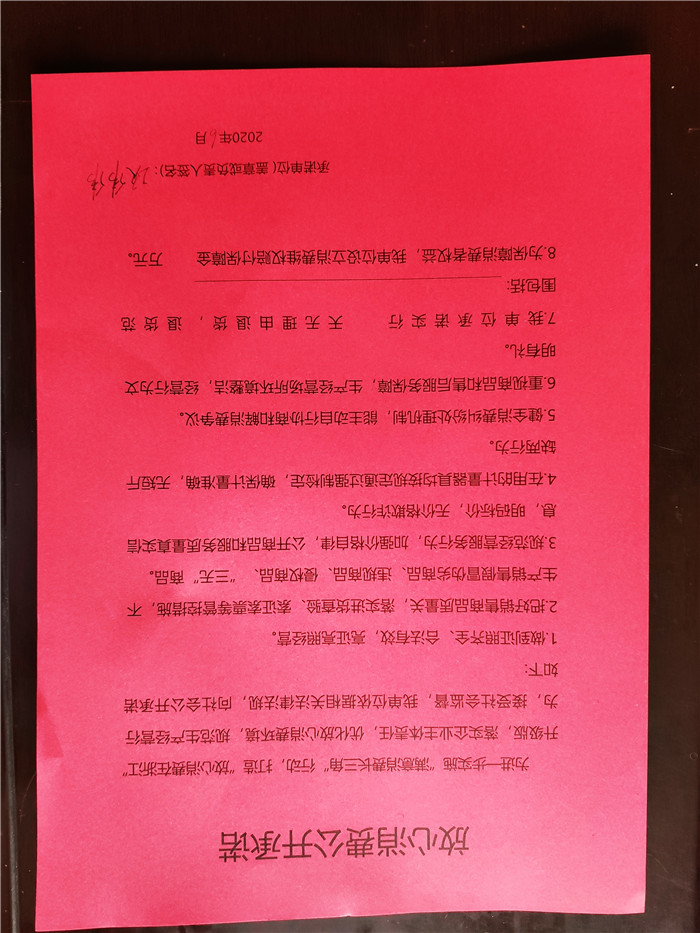 放心消费公开承诺
为进一步实施“满意消费长三角”行动，打造“放心消费在浙江”
升级版，落实企业主体责任，优化放心消费环境，规范生产经营行
为，接受社会监督，我单位依据相关法律法规，向社会公开承诺
如下：
1.做到证照齐全、合法有效，亮证亮照经营。
2.把好销售商品质量关，落实进货查验、索证索票等管控措施，不
生产销售假冒伪劣商品、违规商品、侵权商品、“三无”商品。
3.规范经营服务行为，加强价格自律，公开商品和服务质量真实信
息，明码标价，无价格欺诈行为。
4.在用的计量器具均按规定通过强制检定，确保计量准确，无短斤
缺两行为。
5.健全消费纠纷处理机制，能主动自行协商和解消费争议。
6.重视商品和售后服务保障，生产经营场所环境整洁，经营行为文
明有礼。
7.我单位承诺实行 天无理由退货，退货范
围包括：
8.为保障消费者权益，我单位设立消费维权赔付保障金 万元。
承诺单位（盖章或负责人签名）：
2020年6月